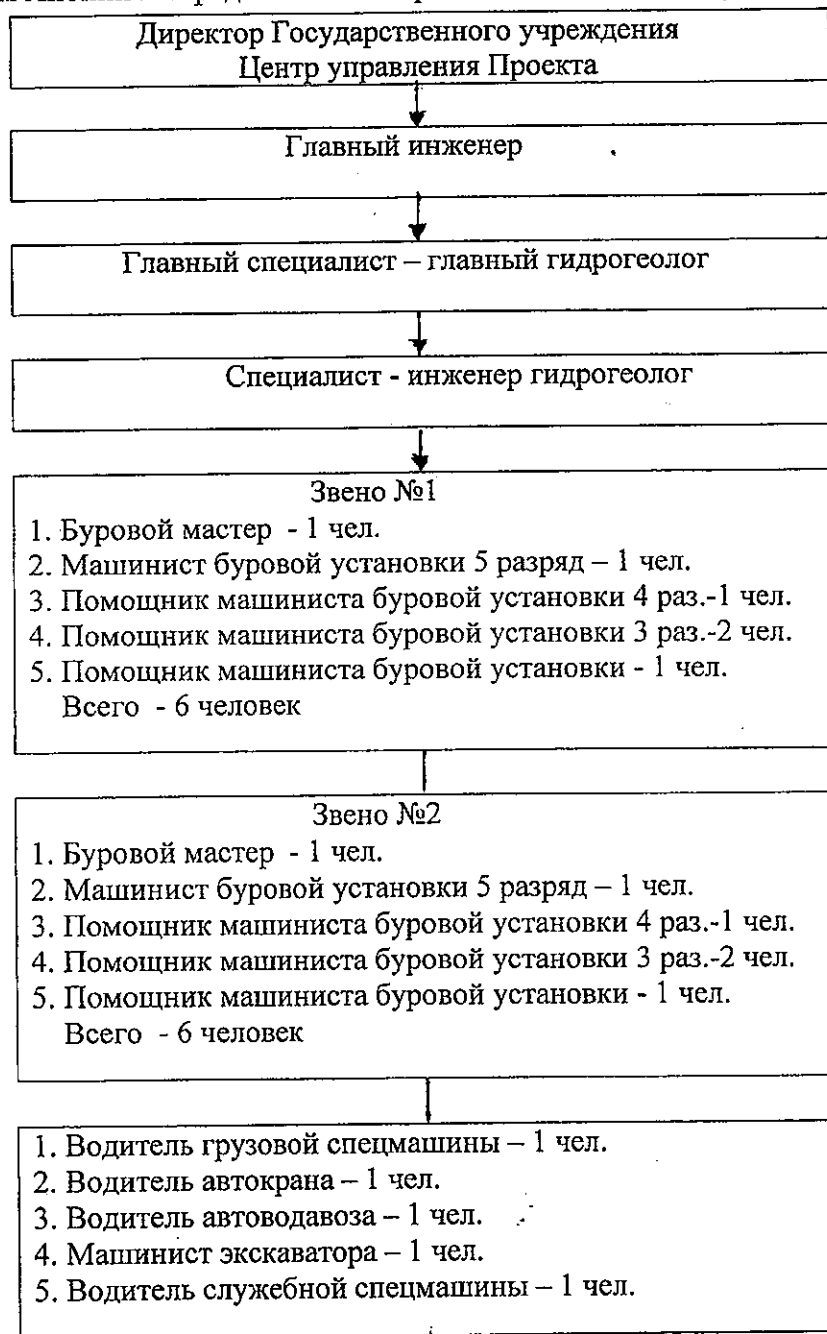 Директор Государственного учреждения
Центр управления Проекта
Главный инженер
Главный специалист – главный гидрогеолог
Специалист - инженер гидрогеолог
Звено №1
1. Буровой мастер - 1 чел.
2. Машинист буровой установки 5 разряд – 1 чел.
3. Помощник машиниста буровой установки 4 раз.-1 чел.
4. Помощник машиниста буровой установки 3 раз.-2 чел.
5. Помощник машиниста буровой установки - 1 чел.
Всего - 6 человек
Звено №2
1. Буровой мастер - 1 чел.
2. Машинист буровой установки 5 разряд – 1 чел.
3. Помощник машиниста буровой установки 4 раз.-1 чел.
4. Помощник машиниста буровой установки 3 раз.-2 чел.
5. Помощник машиниста буровой установки - 1 чел.
Всего - 6 человек
1. Водитель грузовой спецмашины – 1 чел.
2. Водитель автокрана – 1 чел.
3. Водитель автоводавоза – 1 чел.
4. Машинист экскаватора – 1 чел.
5. Водитель служебной спецмашины – 1 чел.